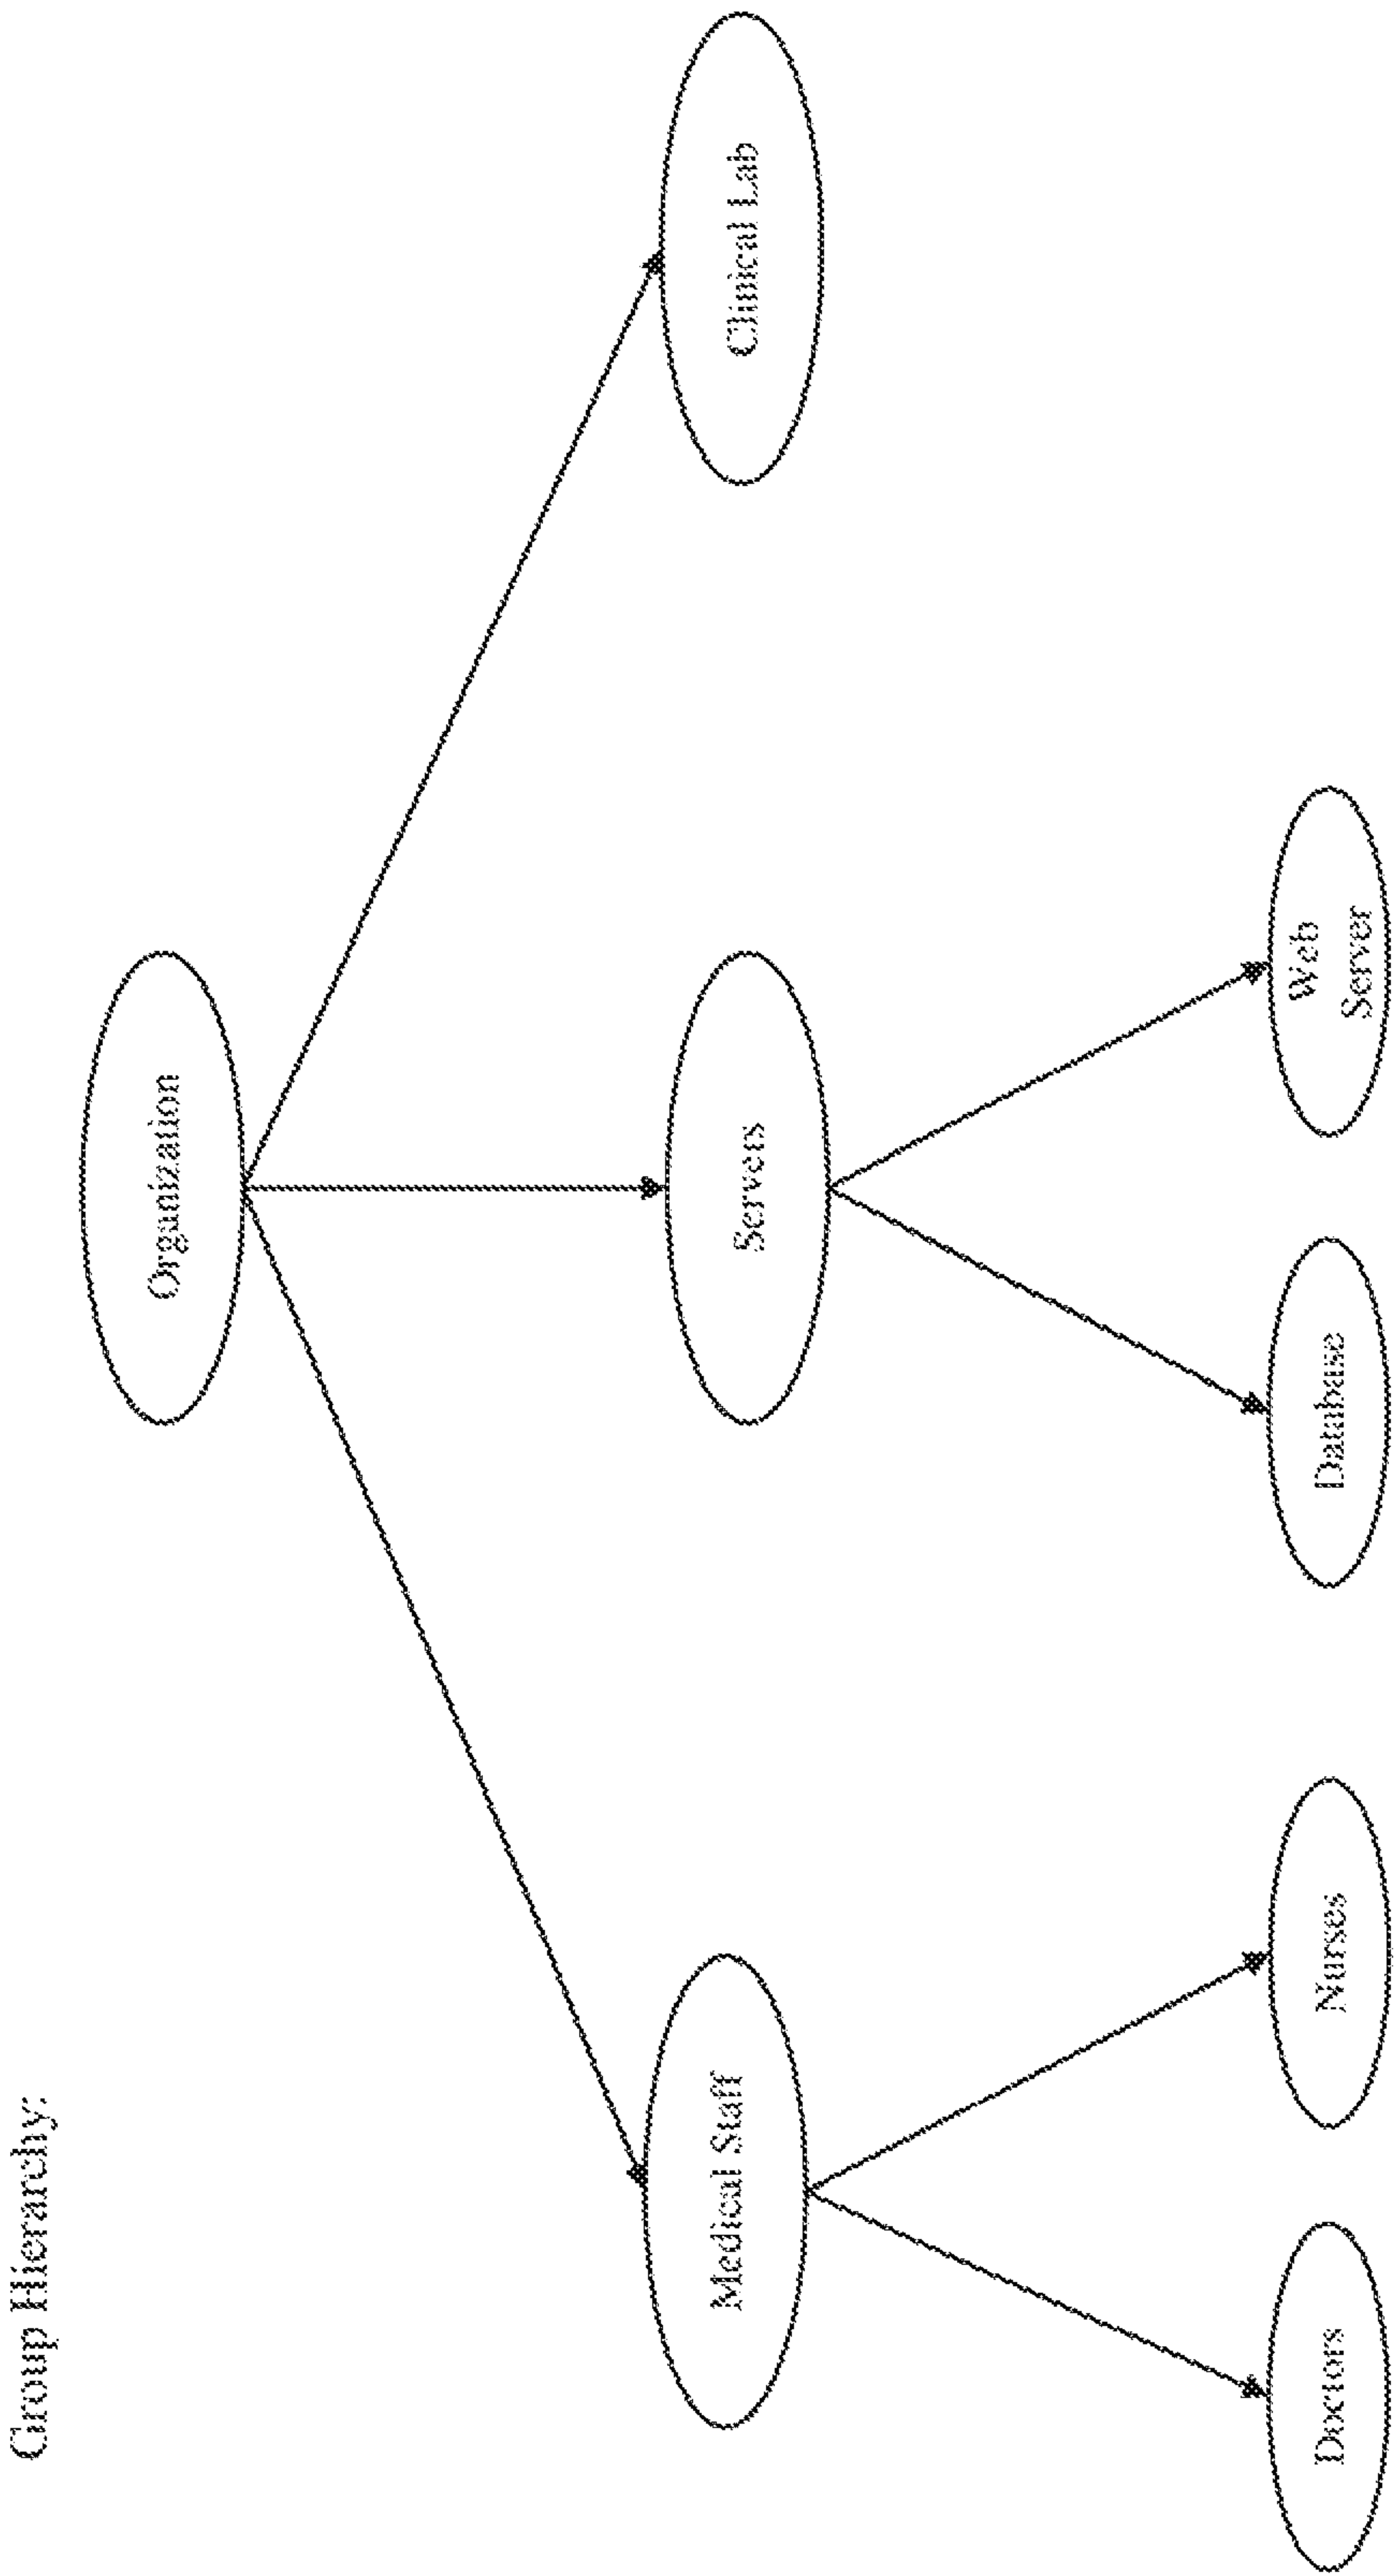 Group Hierarchy:
Organization
Medical Staff
Servers
Clinical Lab
Doctors
Nurses
Database
Web
Server